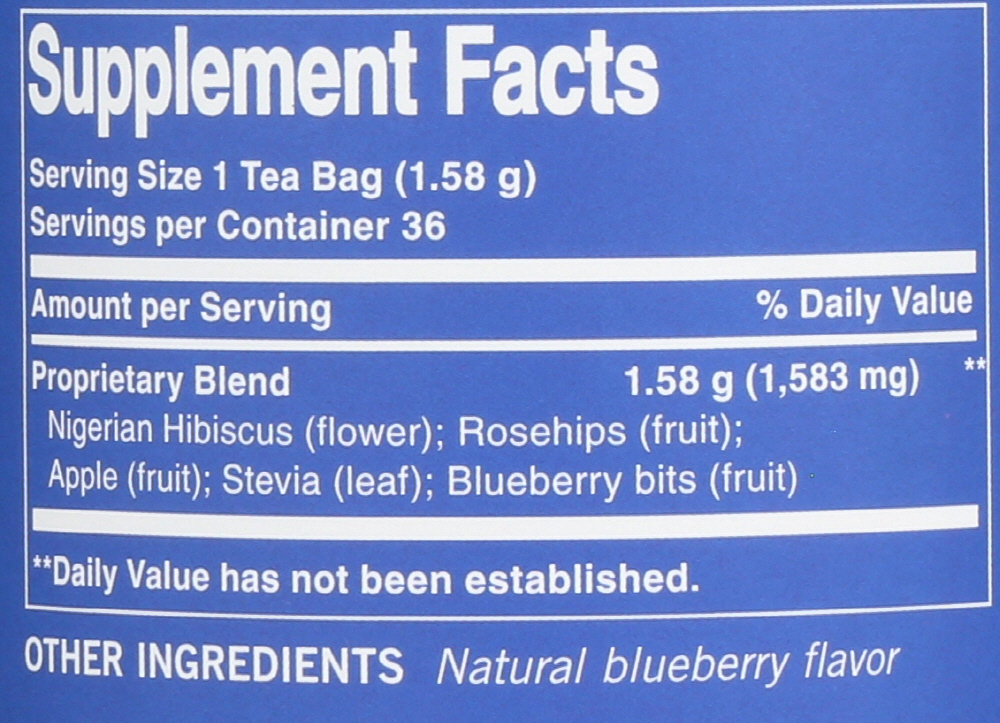 Supplement Facts
Serving Size 1 Tea Bag (1.58 g)
Servings per Container 36
Amount per Serving % Daily Value
Proprietary Blend 1.58 g (1,583 mg) **
Nigerian Hibiscus (flower); Rosehips (fruit);
Apple (fruit); Stevia (leaf); Blueberry bits (fruit)
**Daily Value has not been established.
OTHER INGREDIENTS Natural blueberry flavor